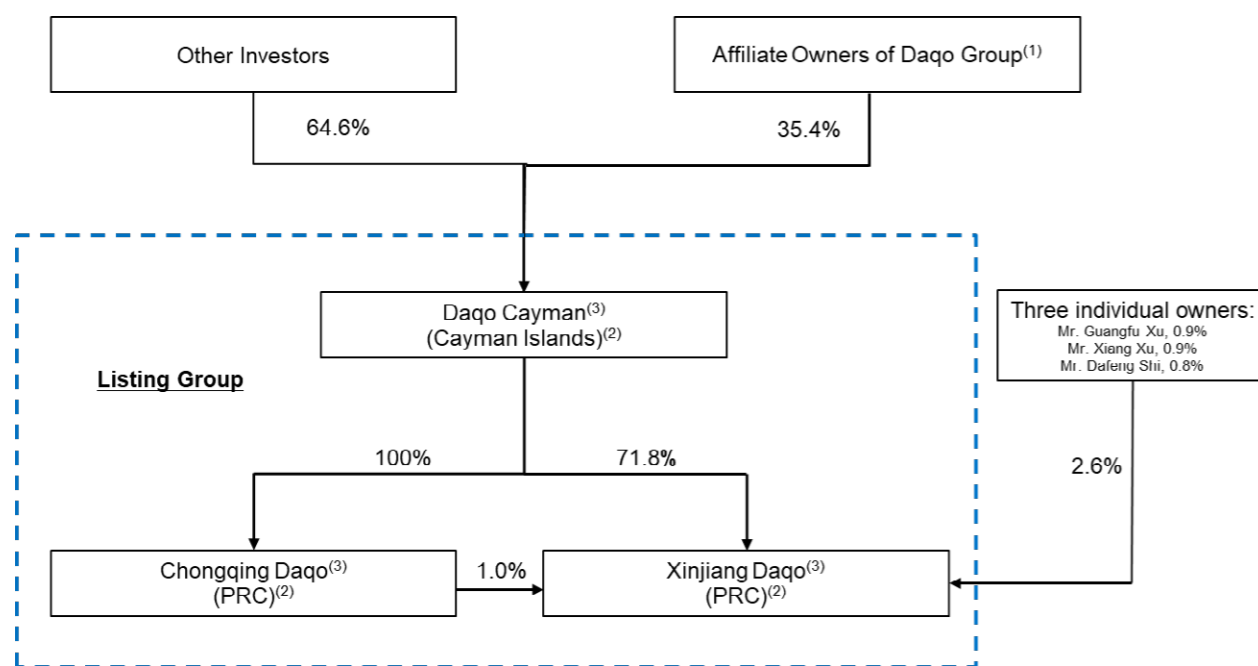 Other Investors
Affiliate Owners of Daqo Group(1)
64.6%
35.4%
Daqo Cayman(3)
(Cayman Islands)(2)
Three individual owners:
Mr. Guangfu Xu, 0.9%
Mr. Xiang Xu, 0.9%
Mr. Dafeng Shi, 0.8%
Listing Group
100%
71.8%
2.6%
Chongqing Daqo(3)
(PRC)(2)
1.0%
Xinjiang Daqo(3)
(PRC)(2)